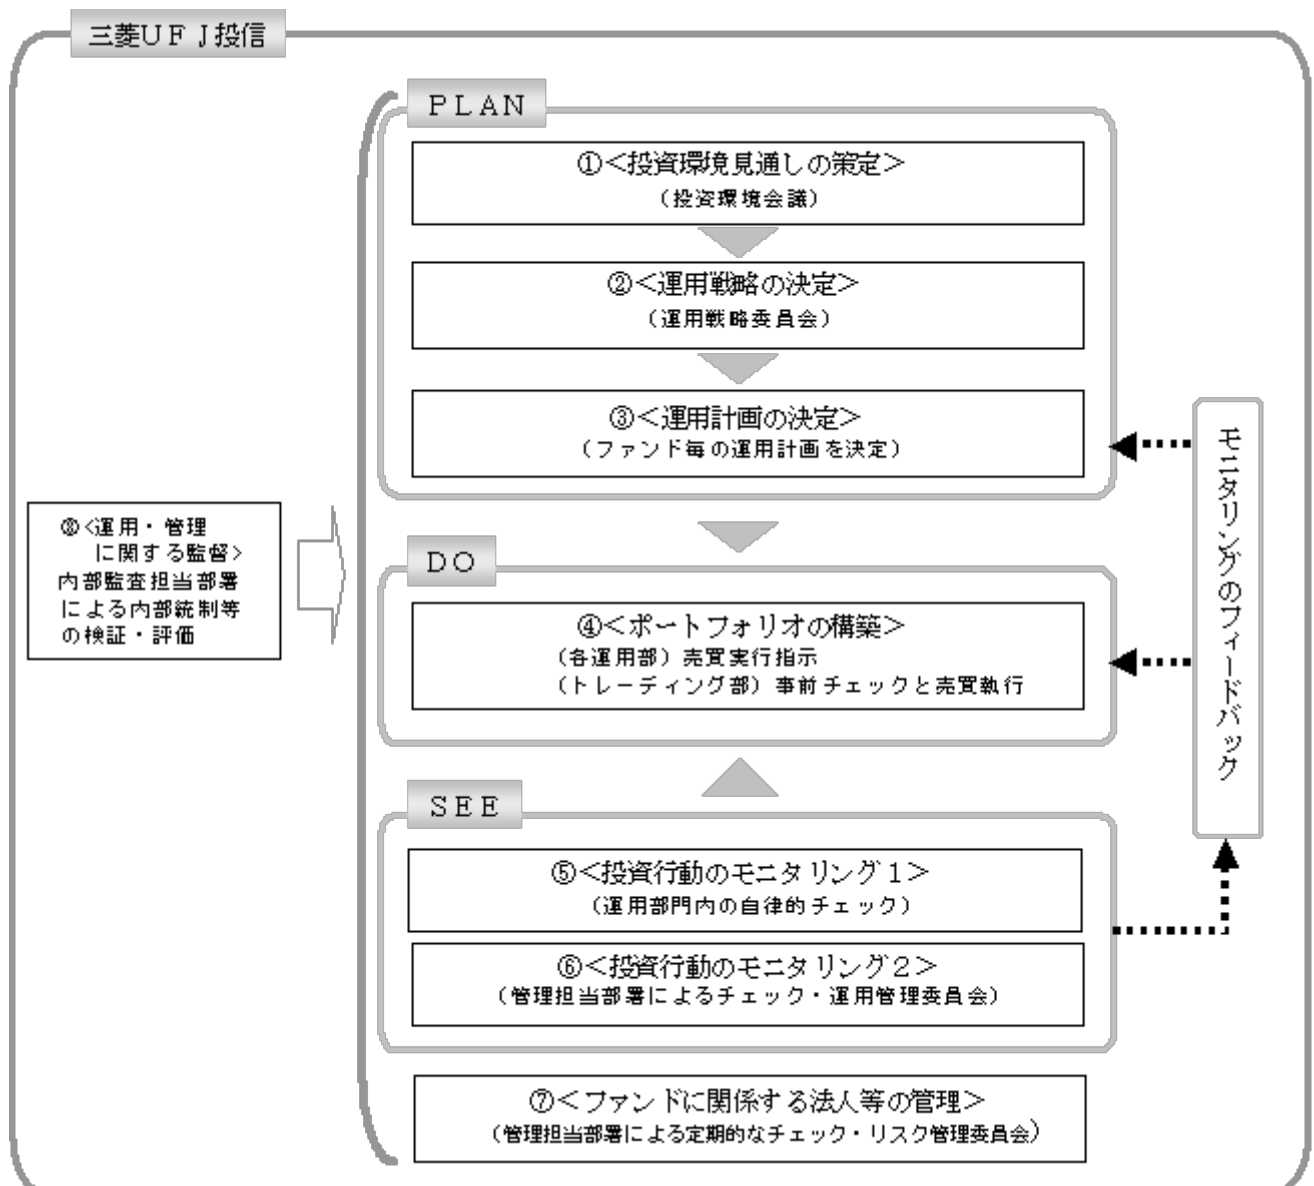 三菱ＵＦＪ投信
ＰＬＡＮ
①＜投資環境見通しの策定＞
（投資環境会議）
②＜運用戦略の決定＞
（運用戦略委員会）
③＜運用計画の決定＞
（ファンド毎の運用計画を決定）
モニタリングのフィードバック
⑧＜運用・管理
に関する監督＞
内部監査担当部署
による内部統制等
の検証・評価
ＤＯ
④＜ポートフォリオの構築＞
（各運用部）売買実行指示
（トレーディング部）事前チェックと売買執行
ＳＥＥ
⑤＜投資行動のモニタリング１＞
（運用部門内の自律的チェック）
⑥＜投資行動のモニタリング２＞
（管理担当部署によるチェック・運用管理委員会）
⑦＜ファンドに関係する法人等の管理＞
（管理担当部署による定期的なチェック・リスク管理委員会）